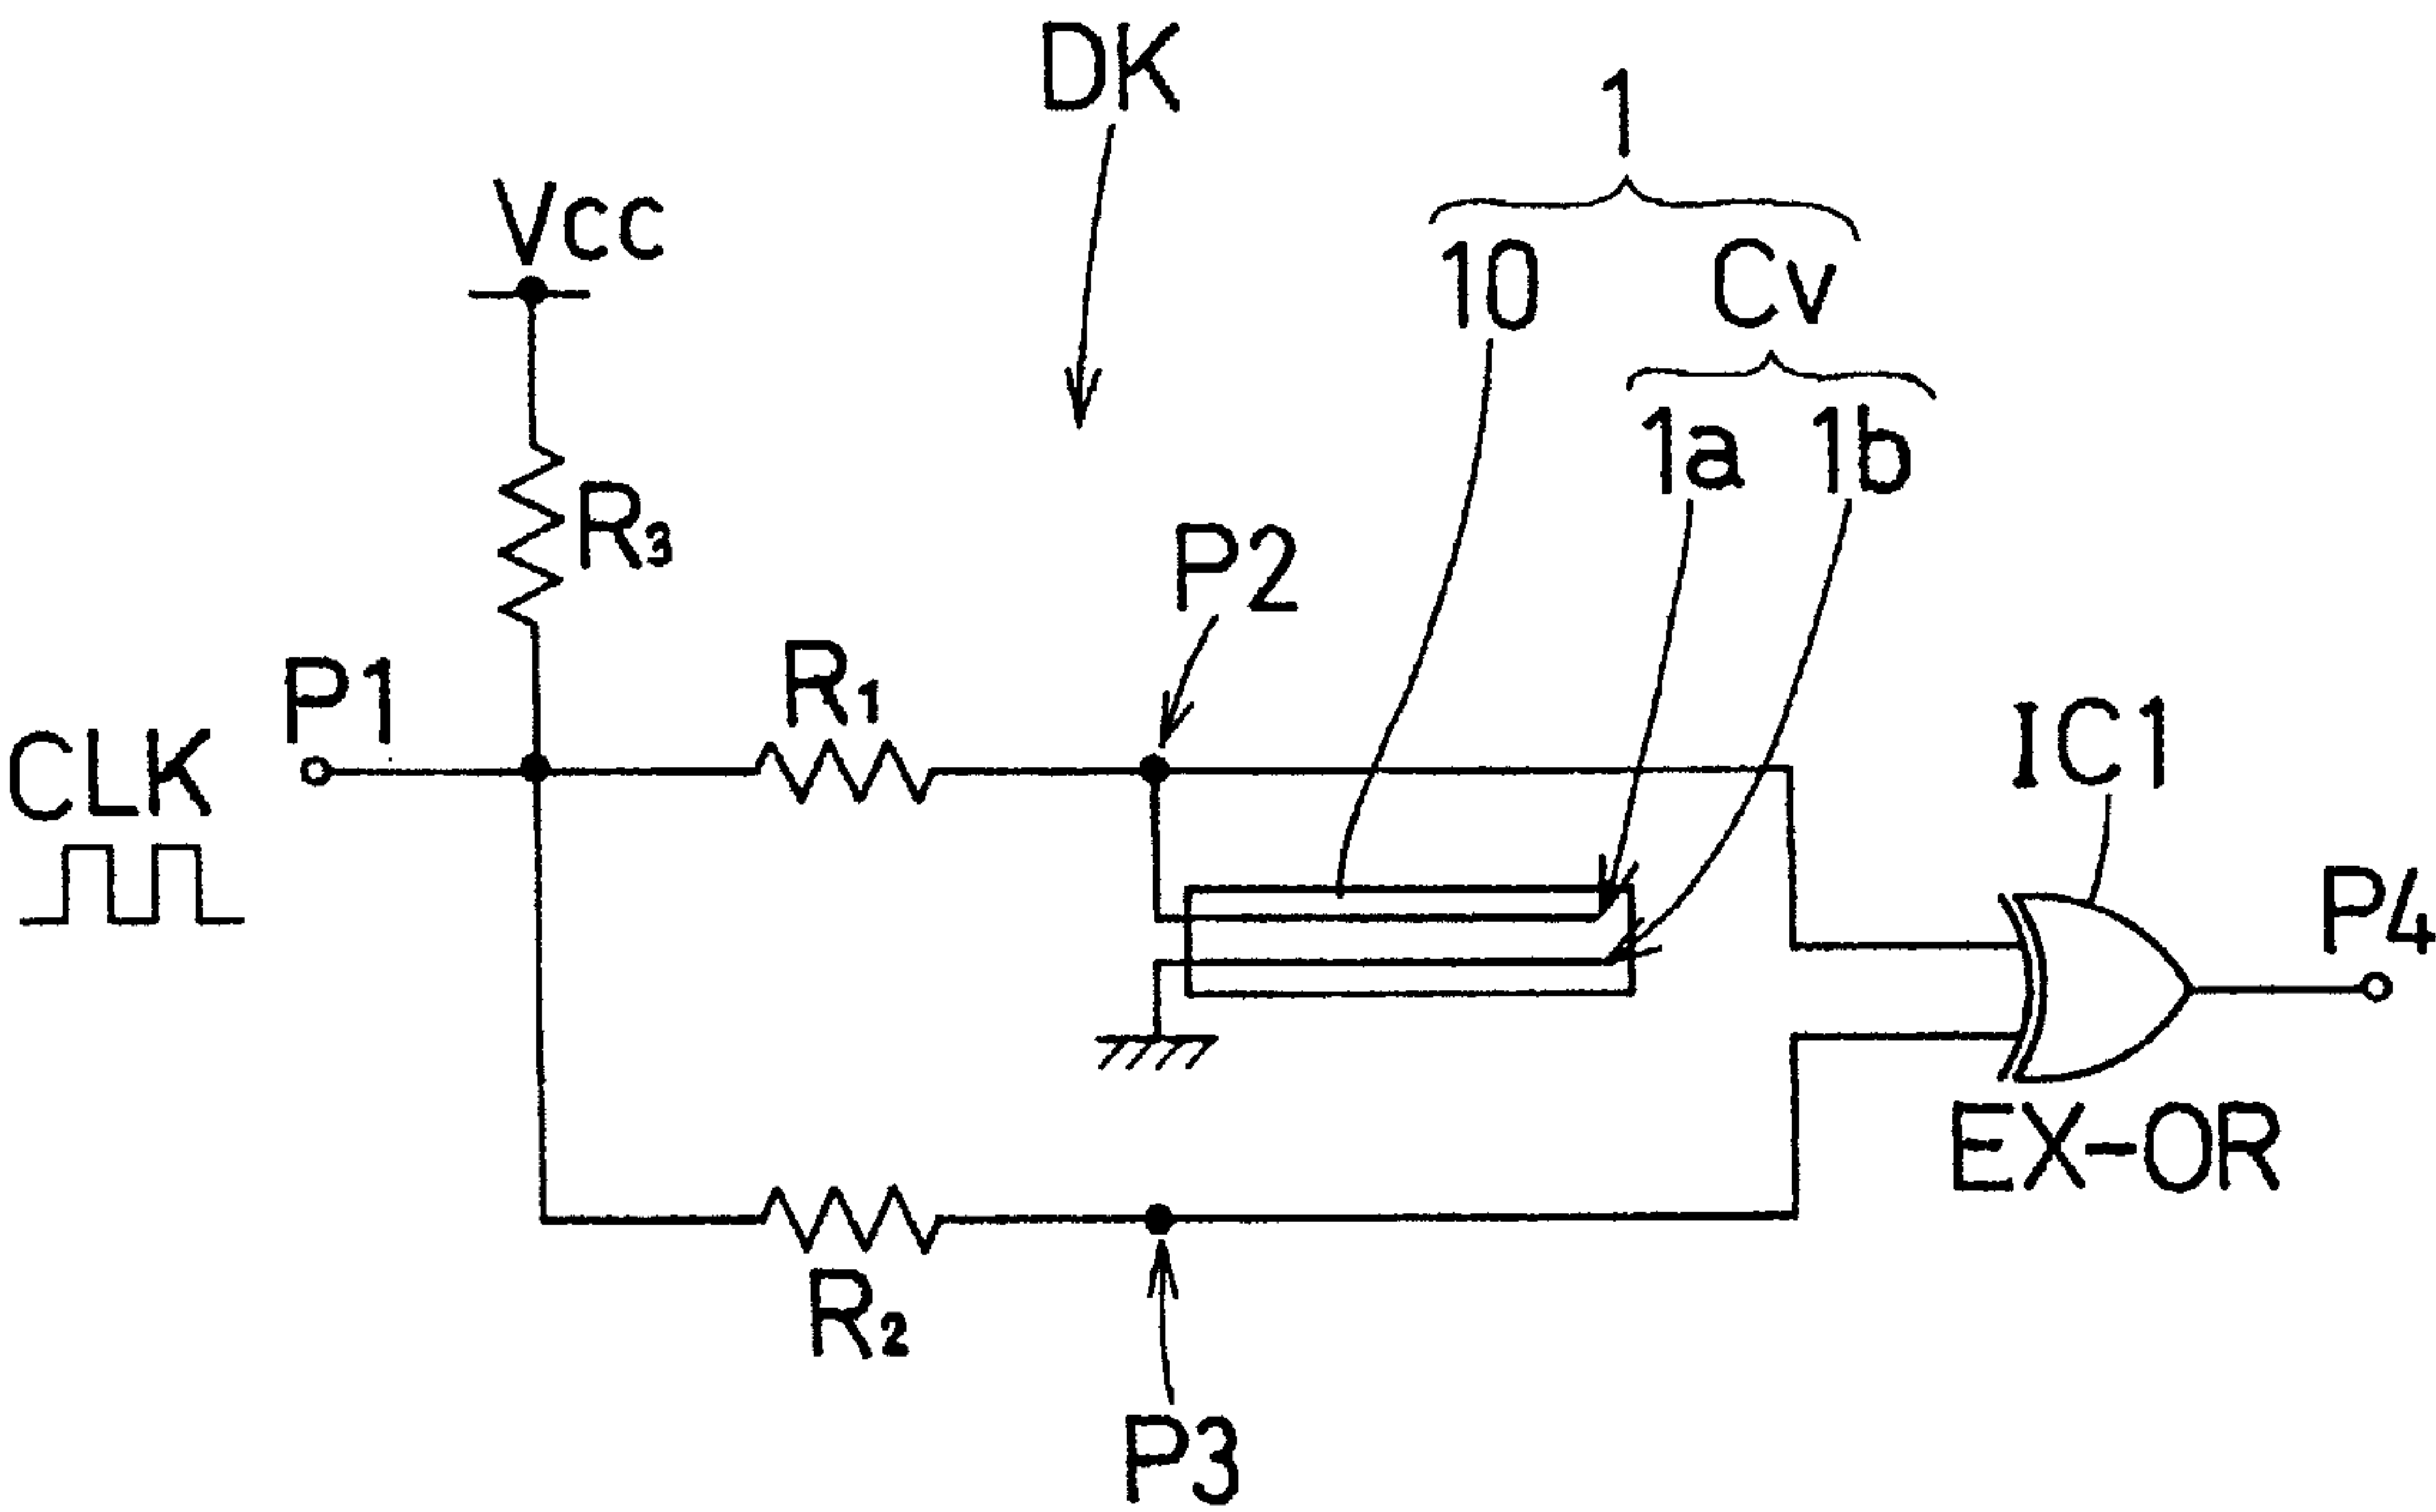 DK
1
Vcc
10 Cv
1a 1b
R3
P2
P1
R1
IC1
CLK
P4
EX-OR
R2
P3